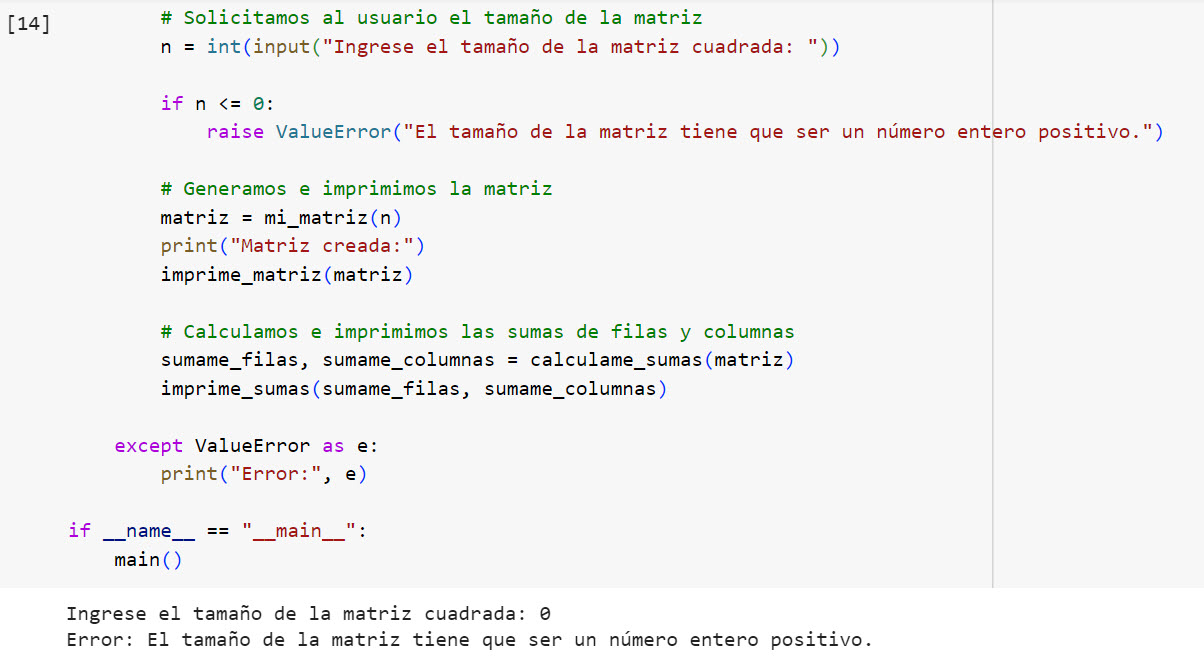 [14]
# Solicitamos al usuario el tamaño de la matriz
n = int(input("Ingrese el tamaño de la matriz cuadrada: "))
if n <= 0:
raise ValueError("El tamaño de la matriz tiene que ser un número entero positivo.")
# Generamos e imprimimos la matriz
matriz = mi_matriz(n)
print("Matriz creada:")
imprime_matriz(matriz)
# Calculamos e imprimimos las sumas de filas y columnas
sumame_filas, sumame_columnas = calculame_sumas(matriz)
imprime_sumas(sumame_filas, sumame_columnas)
except ValueError as e:
print("Error:", e)
if __name__ == "__main__":
main()
Ingrese el tamaño de la matriz cuadrada: 0
Error: El tamaño de la matriz tiene que ser un número entero positivo.